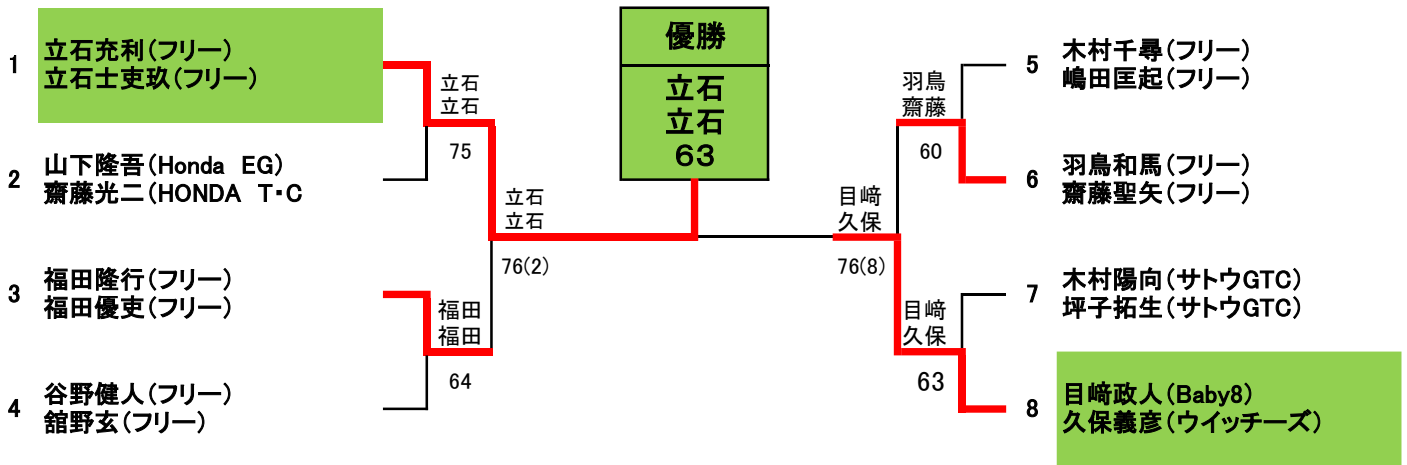 優勝
立石
立石
63
1
立石充利(フリー)
立石士吏玖(フリー)
2
山下隆吾(Honda EG)
齋藤光二(HONDA T・C
3
福田隆行(フリー)
福田優吏(フリー)
4
谷野健人(フリー)
舘野玄(フリー)
立石
立石
75
福田
福田
64
立石
立石
76(2)
目﨑
久保
76(8)
羽鳥
齋藤
60
目﨑
久保
63
5
木村千尋(フリー)
嶋田匡起(フリー)
6
羽鳥和馬(フリー)
齋藤聖矢(フリー)
7
木村陽向(サトウGTC)
坪子拓生(サトウGTC)
8
目﨑政人(Baby8)
久保義彦(ウイッチーズ)